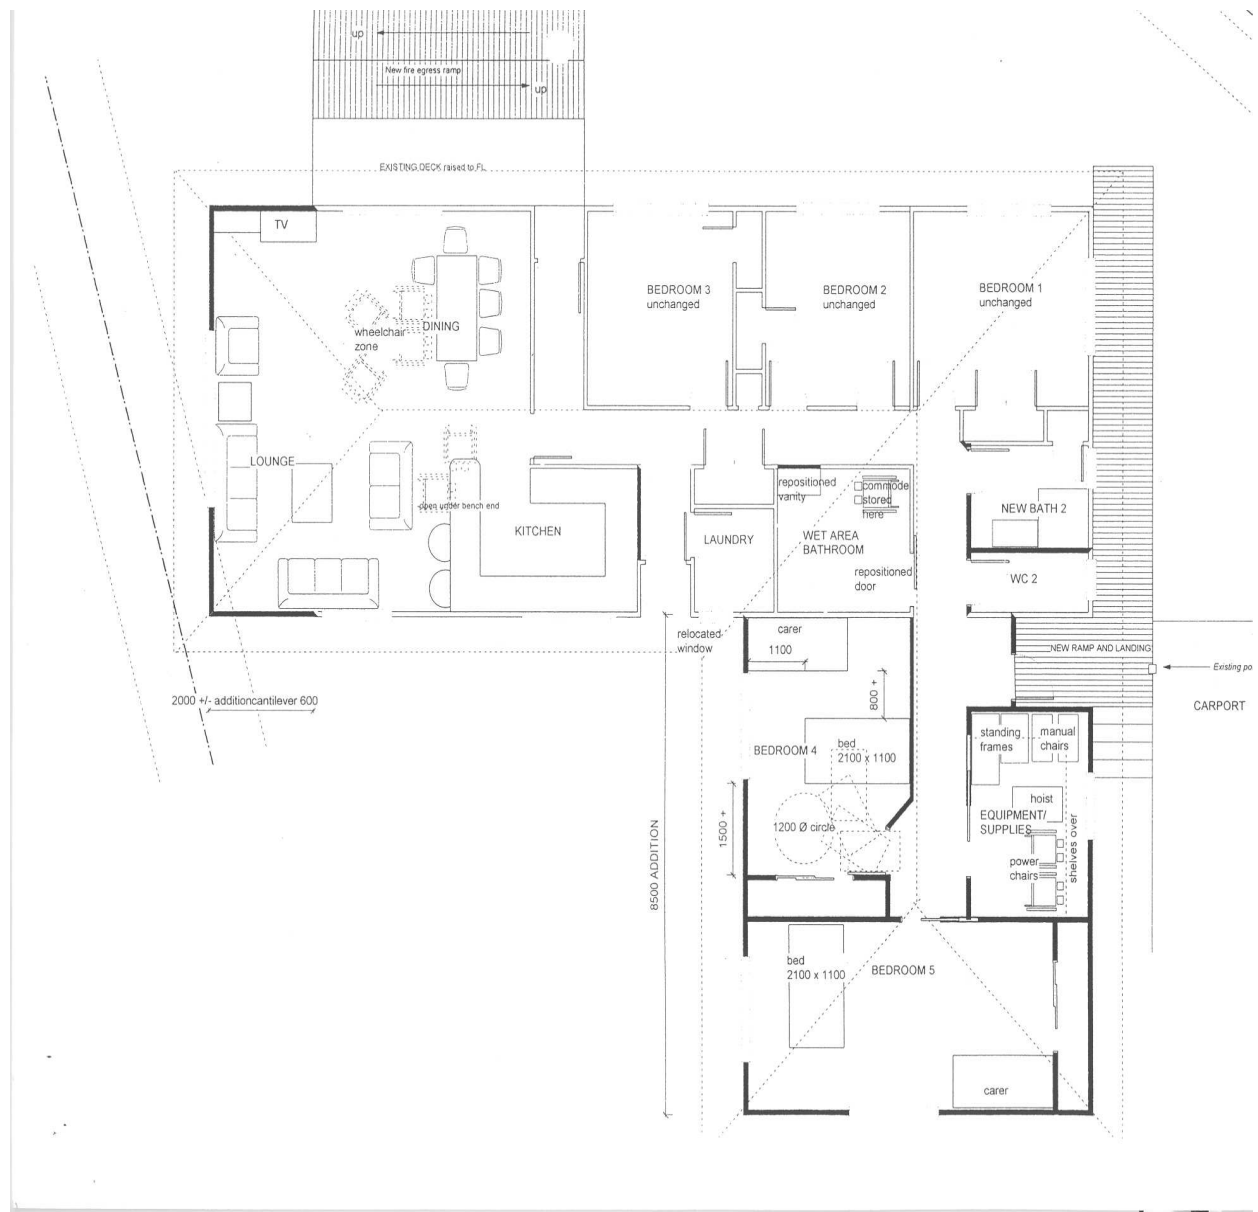 up
New fire egress ramp
up
EXISTING DECK raised to FL
TV
BEDROOM 3
unchanged
BEDROOM 2
unchanged
BEDROOM 1
unchanged
DINING
wheelchair
zone
LOUNGE
open under bench end
KITCHEN
LAUNDRY
repositioned
vanity
commode
stored
here
WET AREA
BATHROOM
repositioned
door
NEW BATH 2
WC 2
relocated
window
carer
1100
800 +
NEW RAMP AND LANDING
Existing po
CARPORT
2000 +/- additioncantilever 600
BEDROOM 4
bed
2100 x 1100
standing
frames
manual
chairs
hoist
EQUIPMENT/
SUPPLIES
shelves over
power
chairs
1200 Ø circle
1500 +
8500 ADDITION
bed
2100 x 1100
BEDROOM 5
carer